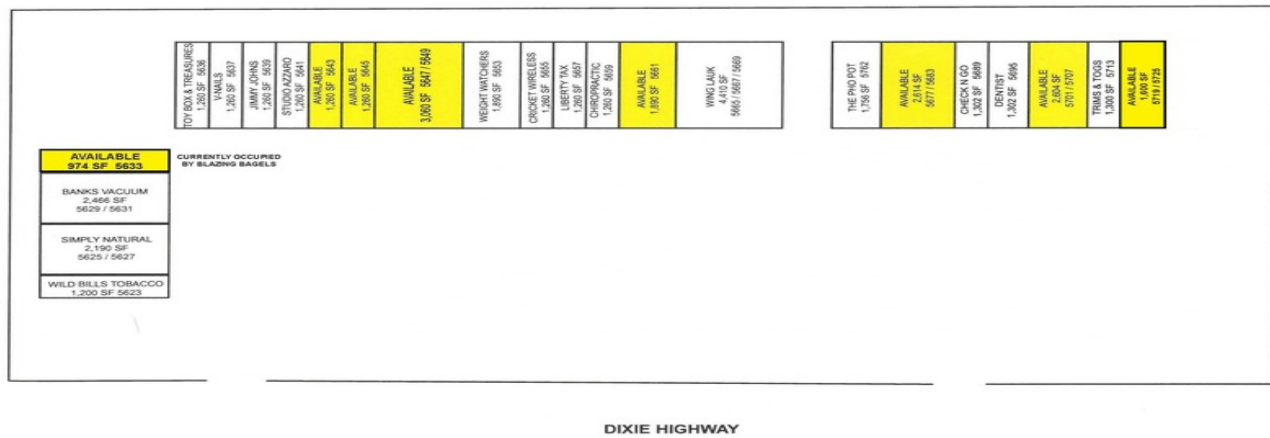 TOY BOX & TREASURES
1,260 SF 5636
V-NAILS
1,260 SF 5637
JIMMY JOHNS
1,260 SF 5639
STUDIO AZZARO
1,260 SF 5641
AVAILABLE
1,260 SF 5643
AVAILABLE
1,260 SF 5645
AVAILABLE
3,060 SF 5647 / 5649
WEIGHT WATCHERS
1,890 SF 5653
CRICKET WIRELESS
1,260 SF 5655
LIBERTY TAX
1,260 SF 5657
CHIROPRACTIC
1,260 SF 5659
AVAILABLE
1,890 SF 5661
WING LAUK
4,410 SF
5665 / 5667 / 5669
THE PHO POT
1,756 SF 5762
AVAILABLE
2,614 SF
5677 / 5683
CHECK N GO
1,302 SF 5689
DENTIST
1,302 SF 5695
AVAILABLE
2,604 SF
5701 / 5707
TRIMS & TOGS
1,300 SF 5713
AVAILABLE
1,600 SF
5719 / 5725
AVAILABLE
974 SF 5633
CURRENTLY OCCUPIED
BY BLAZING BAGELS
BANKS VACUUM
2,466 SF
5629 / 5631
SIMPLY NATURAL
2,190 SF
5625 / 5627
WILD BILLS TOBACCO
1,200 SF 5623
DIXIE HIGHWAY